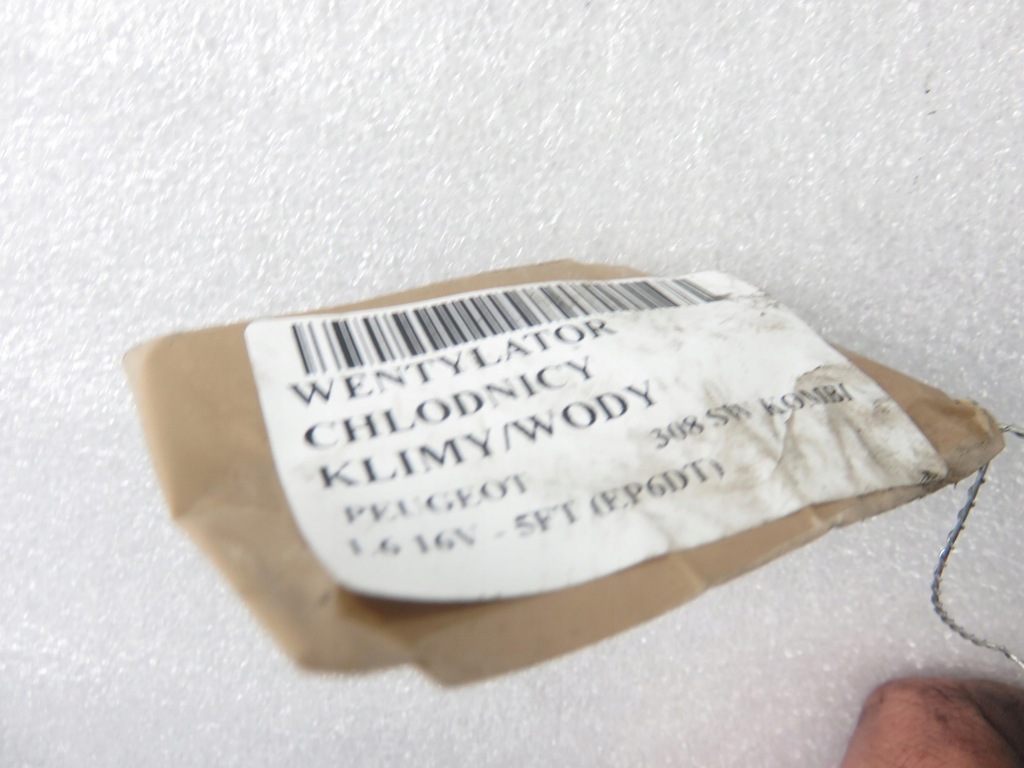 WENTYLATOR
CHLODNICY
KLIMY/WODY
PEUGEOT 308 SW KOMBI
1.6 16V - 5FT (EP6DT)